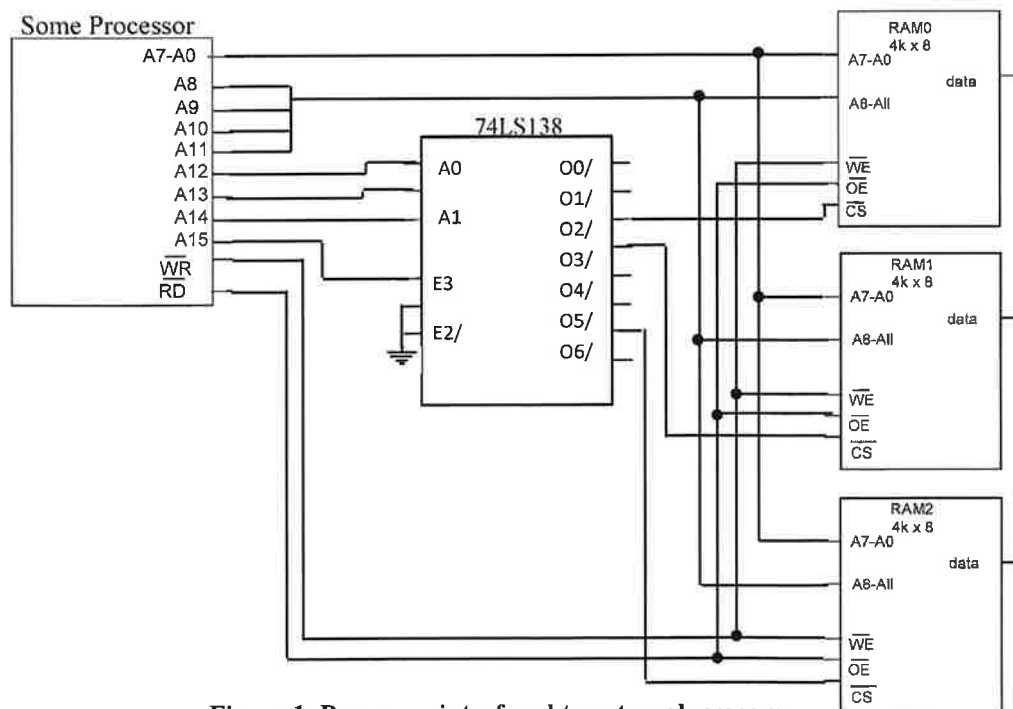 Some Processor
A7-A0
A8
A9
A10
A11
A12
A13
A14
A15
WR
RD
74LS138
A0
A1
E3
E2/
O0/
O1/
O2/
O3/
O4/
O5/
O6/
RAM0
4k x 8
A7-A0
data
A8-All
WE
OE
CS
RAM1
4k x 8
A7-A0
data
A8-All
WE
OE
CS
RAM2
4k x 8
A7-A0
data
A8-All
WE
OE
CS